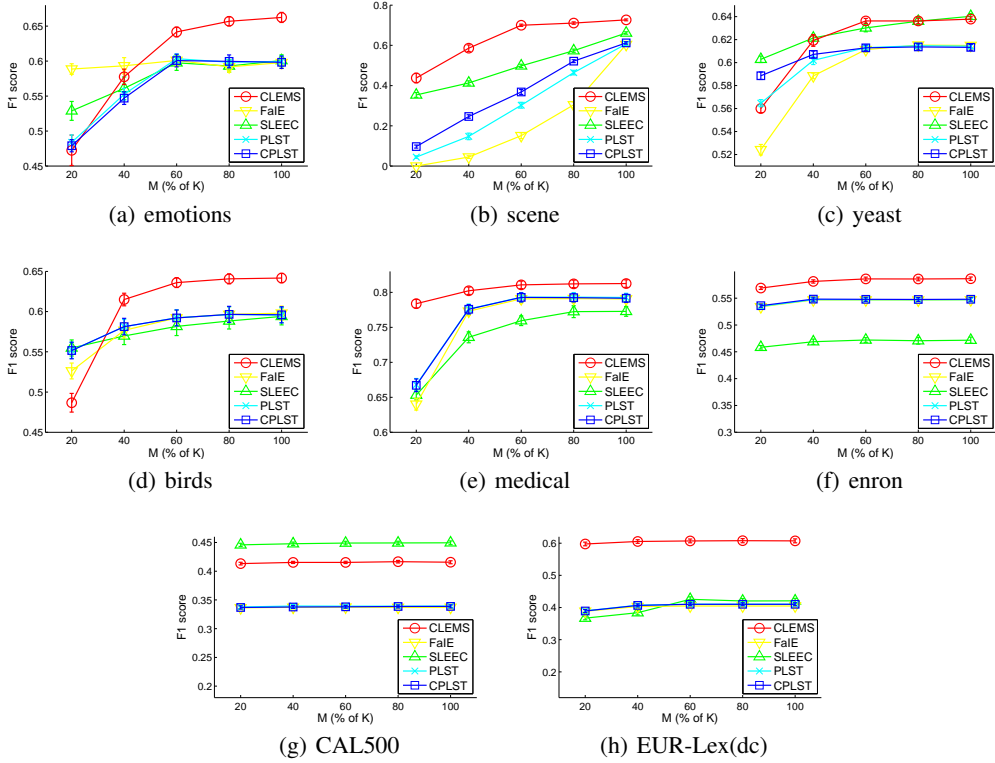 0.65
0.6
0.55
0.5
0.45
F1 score
20 40 60 80 100
M (% of K)
CLEMS
FaIE
SLEEC
PLST
CPLST
(a) emotions
0.8
0.6
0.4
0.2
0
F1 score
20 40 60 80 100
M (% of K)
CLEMS
FaIE
SLEEC
PLST
CPLST
(b) scene
0.64
0.62
0.6
0.58
0.56
0.54
0.52
F1 score
20 40 60 80 100
M (% of K)
CLEMS
FaIE
SLEEC
PLST
CPLST
(c) yeast
0.65
0.6
0.55
0.5
0.45
F1 score
20 40 60 80 100
M (% of K)
CLEMS
FaIE
SLEEC
PLST
CPLST
(d) birds
0.8
0.75
0.7
0.65
0.6
F1 score
20 40 60 80 100
M (% of K)
CLEMS
FaIE
SLEEC
PLST
CPLST
(e) medical
0.55
0.5
0.45
0.4
0.3
F1 score
20 40 60 80 100
M (% of K)
CLEMS
FaIE
SLEEC
PLST
CPLST
(f) enron
0.45
0.4
0.35
0.3
0.2
F1 score
20 40 60 80 100
M (% of K)
CLEMS
FaIE
SLEEC
PLST
CPLST
(g) CAL500
0.6
0.5
0.4
0.3
0.2
F1 score
20 40 60 80 100
M (% of K)
CLEMS
FaIE
SLEEC
PLST
CPLST
(h) EUR-Lex(dc)